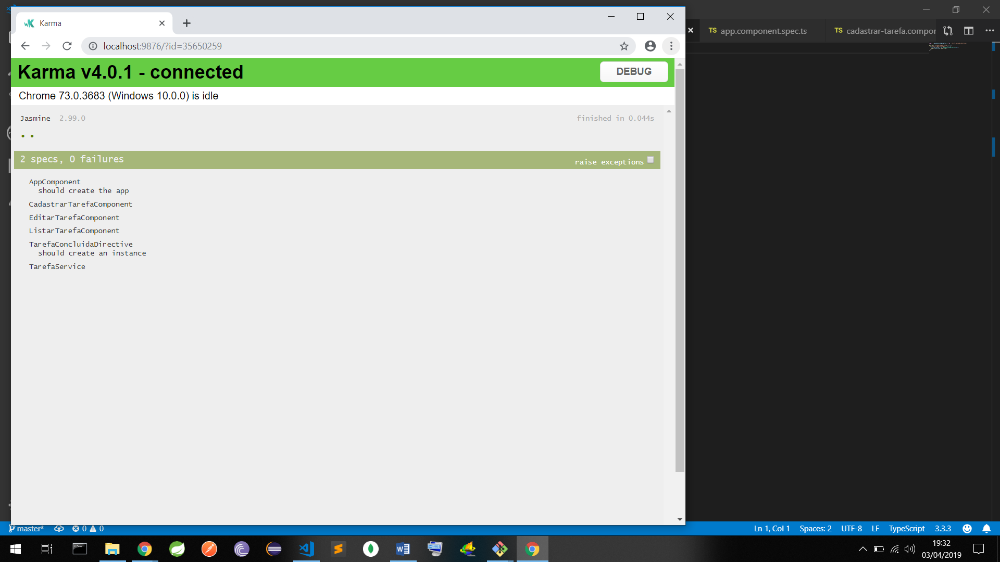 Karma
localhost:9876/?id=35650259
Karma v4.0.1 - connected
DEBUG
Chrome 73.0.3683 (Windows 10.0.0) is idle
Jasmine 2.99.0
finished in 0.044s
2 specs, 0 failures
raise exceptions
AppComponent
should create the app
CadastrarTarefaComponent
EditarTarefaComponent
ListarTarefaComponent
TarefaConcluidaDirective
should create an instance
TarefaService
TS app.component.spec.ts
TS cadastrar-tarefa.compor
master* 0 0
Ln 1, Col 1 Spaces: 2 UTF-8 LF TypeScript 3.3.3
19:32
03/04/2019